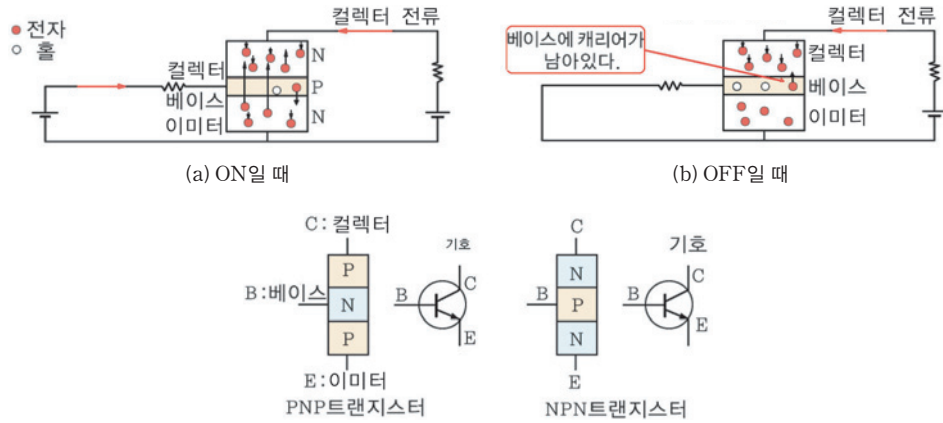 전자
홀
컬렉터 전류
컬렉터
베이스
이미터
N
P
N
(a) ON일 때
컬렉터 전류
베이스에 캐리어가
남아있다.
컬렉터
베이스
이미터
(b) OFF일 때
C:컬렉터
P
B:베이스
N
P
E:이미터
PNP트랜지스터
기호
C
B
E
C
N
B
P
N
E
NPN트랜지스터
기호
C
B
E